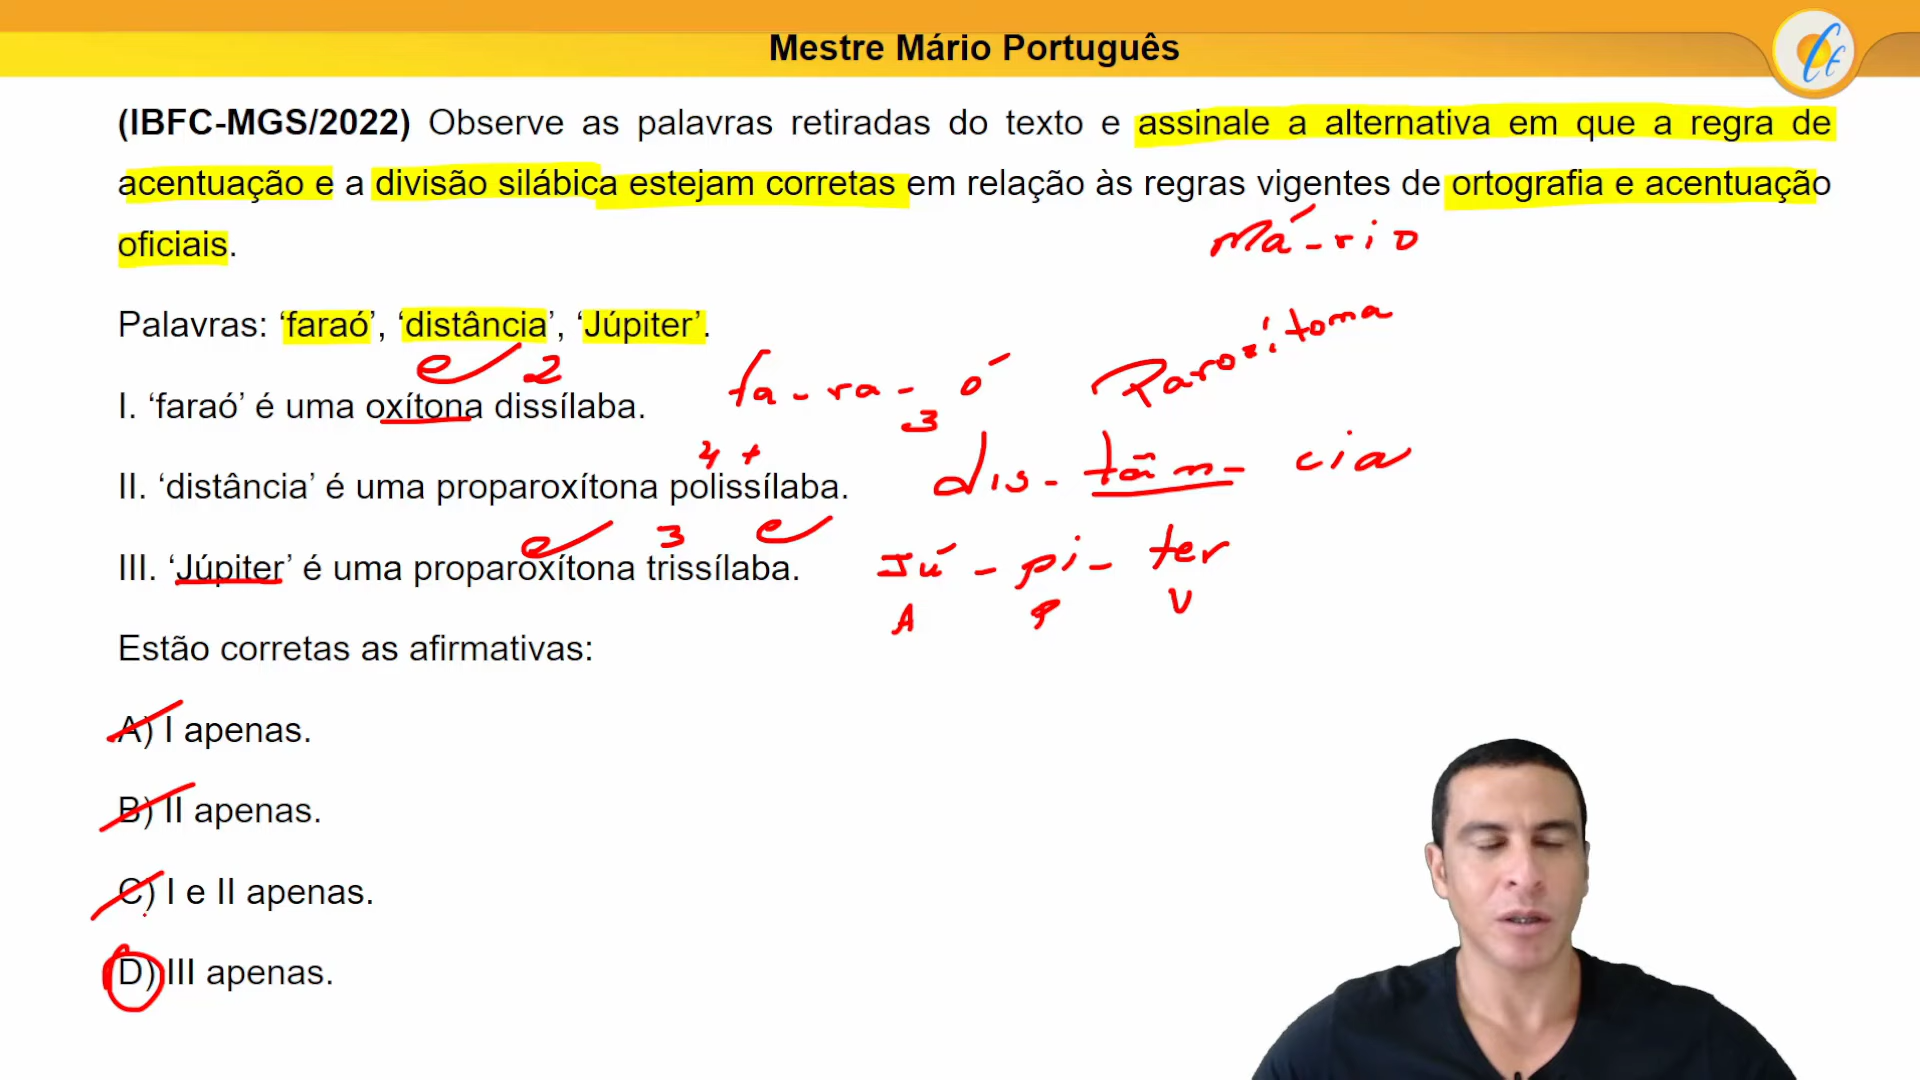 Mestre Mário Português
(IBFC-MGS/2022) Observe as palavras retiradas do texto e assinale a alternativa em que a regra de
acentuação e a divisão silábica estejam corretas em relação às regras vigentes de ortografia e acentuação
oficiais.
Má-rio
Palavras: ‘faraó’, ‘distância’, ‘Júpiter’.
Paroxítona
e 2
fa-ra-ó
3
I. ‘faraó’ é uma oxítona dissílaba.
4 +
dis-tân-cia
II. ‘distância’ é uma proparoxítona polissílaba.
e 3 e
Jú-pi-ter
III. ‘Júpiter’ é uma proparoxítona trissílaba.
A P U
Estão corretas as afirmativas:
A) I apenas.
B) II apenas.
C) I e II apenas.
D) III apenas.